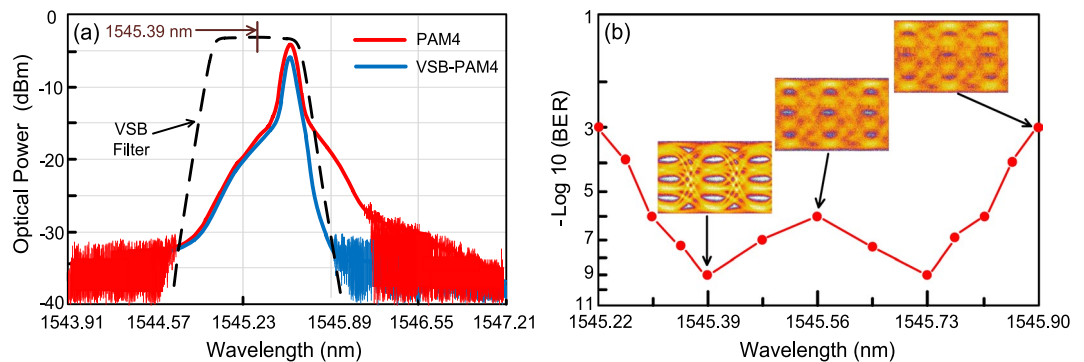 (a)
1545.39 nm
PAM4
VSB-PAM4
VSB
Filter
Optical Power (dBm)
0
-10
-20
-30
-40
1543.91
1544.57
1545.23
1545.89
1546.55
1547.21
Wavelength (nm)
(b)
-Log 10 (BER)
1
3
5
7
9
11
1545.22
1545.39
1545.56
1545.73
1545.90
Wavelength (nm)